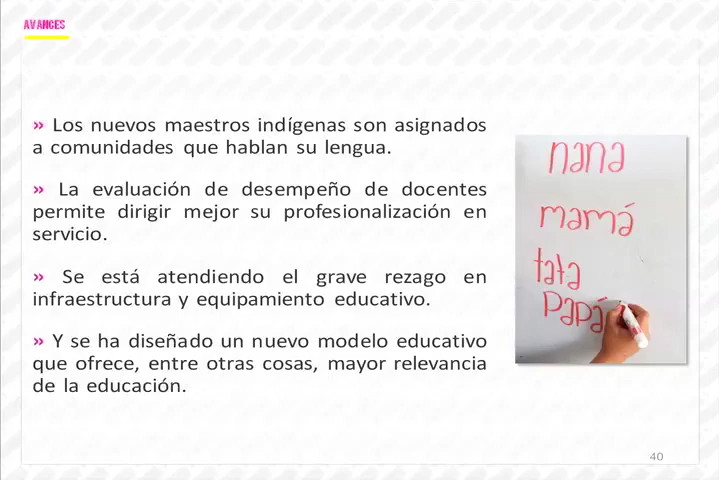 AVANCES
» Los nuevos maestros indígenas son asignados
a comunidades que hablan su lengua.
» La evaluación de desempeño de docentes
permite dirigir mejor su profesionalización en
servicio.
» Se está atendiendo el grave rezago en
infraestructura y equipamiento educativo.
» Y se ha diseñado un nuevo modelo educativo
que ofrece, entre otras cosas, mayor relevancia
de la educación.
nana
mamá
tata
papá
40